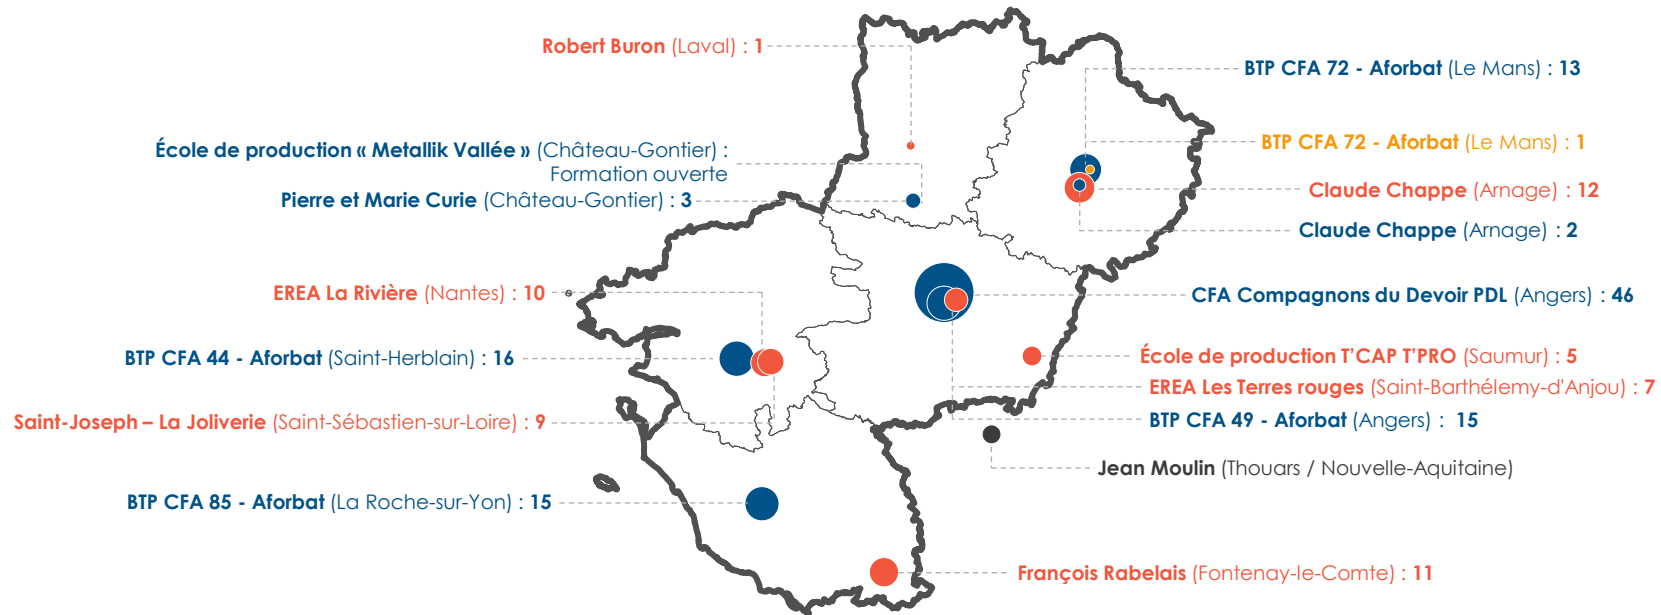 Robert Buron (Laval) : 1
École de production « Metallik Vallée » (Château-Gontier) :
Formation ouverte
Pierre et Marie Curie (Château-Gontier) : 3
EREA La Rivière (Nantes) : 10
BTP CFA 44 - Aforbat (Saint-Herblain) : 16
Saint-Joseph – La Joliverie (Saint-Sébastien-sur-Loire) : 9
BTP CFA 85 - Aforbat (La Roche-sur-Yon) : 15
BTP CFA 72 - Aforbat (Le Mans) : 13
BTP CFA 72 - Aforbat (Le Mans) : 1
Claude Chappe (Arnage) : 12
Claude Chappe (Arnage) : 2
CFA Compagnons du Devoir PDL (Angers) : 46
École de production T'CAP T'PRO (Saumur) : 5
EREA Les Terres rouges (Saint-Barthélemy-d'Anjou) : 7
BTP CFA 49 - Aforbat (Angers) : 15
Jean Moulin (Thouars / Nouvelle-Aquitaine)
François Rabelais (Fontenay-le-Comte) : 11